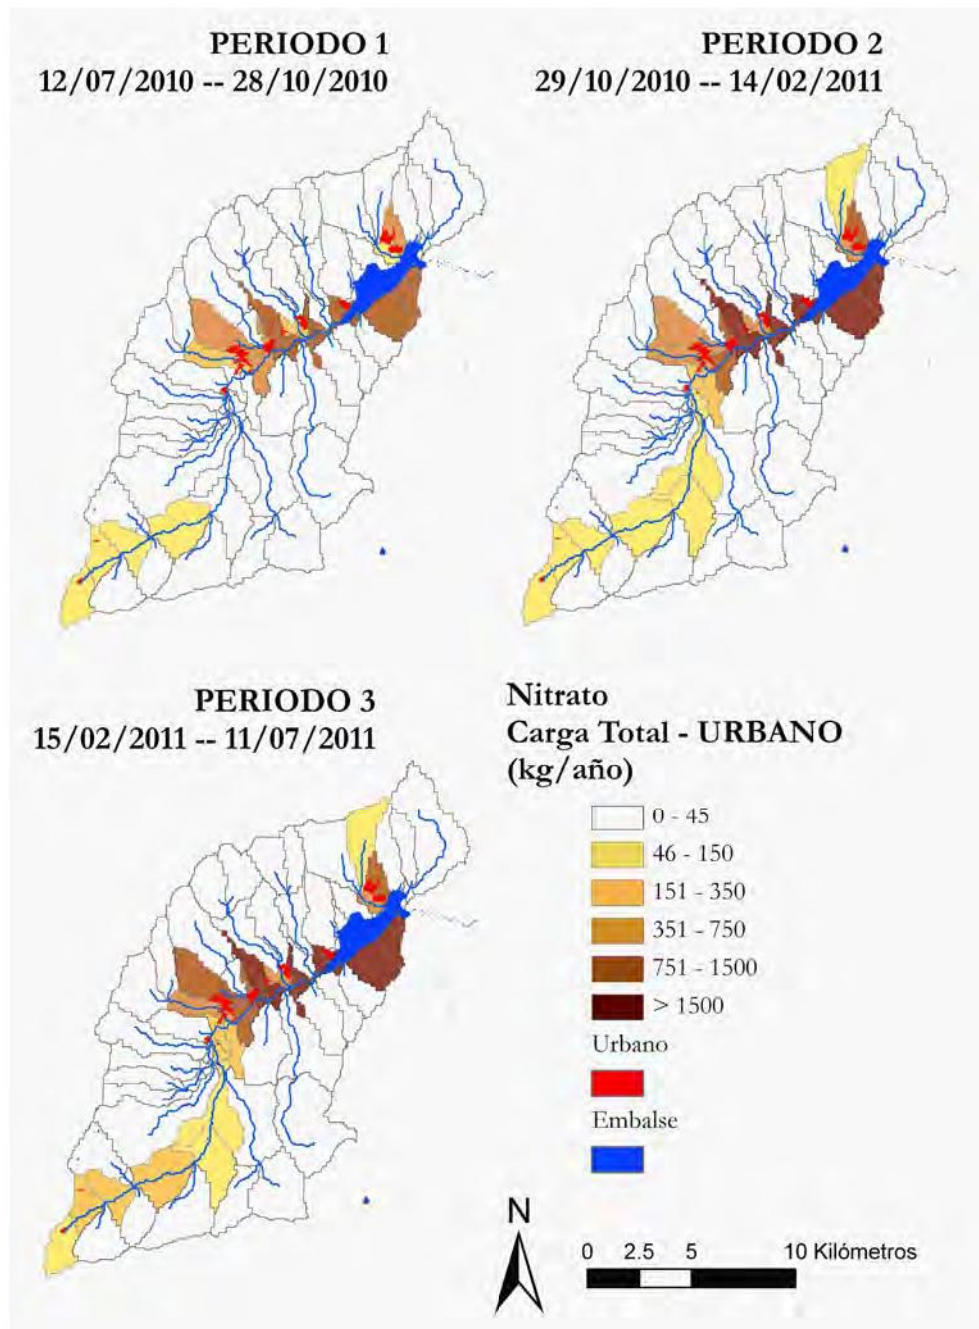 PERIODO 1
12/07/2010 -- 28/10/2010
PERIODO 2
29/10/2010 -- 14/02/2011
PERIODO 3
15/02/2011 -- 11/07/2011
Nitrato
Carga Total - URBANO
(kg/año)
0 - 45
46 - 150
151 - 350
351 - 750
751 - 1500
> 1500
Urbano
Embalse
N
0 2.5 5 10 Kilómetros